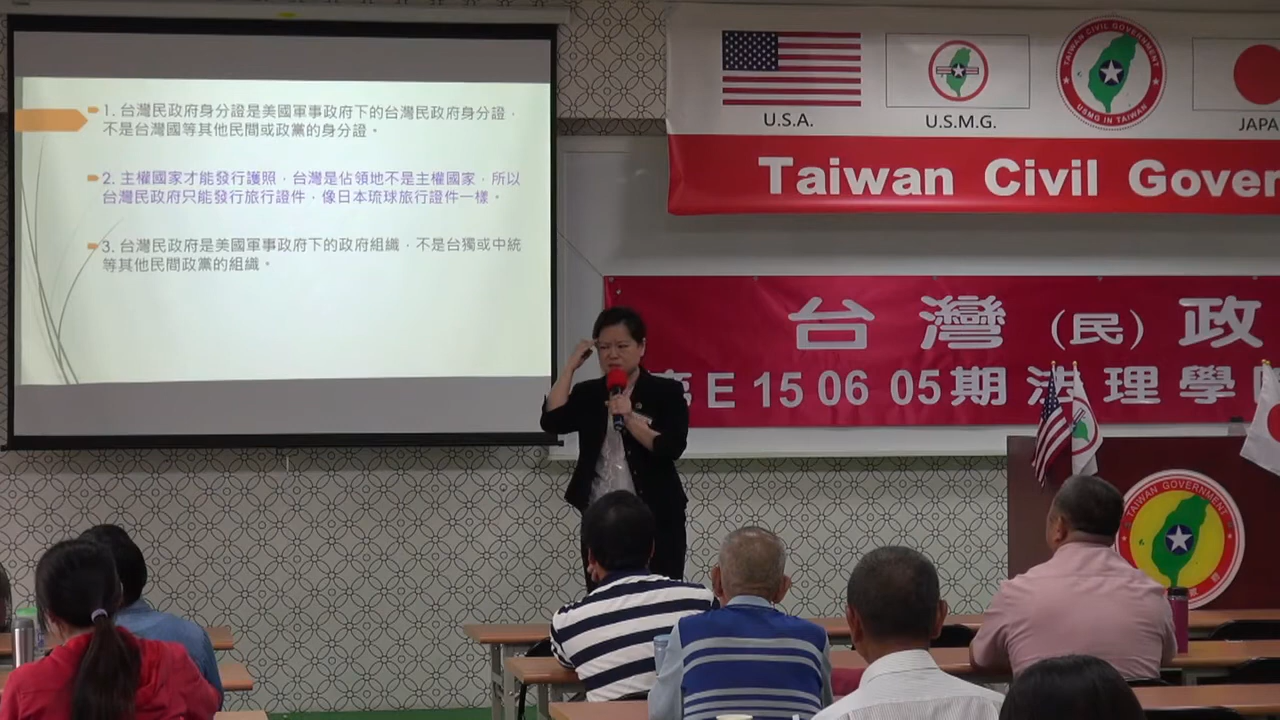 1. 台灣民政府身分證是美國軍事政府下的台灣民政府身分證，
不是台灣國等其他民間或政黨的身分證。
2. 主權國家才能發行護照，台灣是佔領地不是主權國家，所以
台灣民政府只能發行旅行證件，像日本琉球旅行證件一樣。
3. 台灣民政府是美國軍事政府下的政府組織，不是台獨或中統
等其他民間政黨的組織。
TAIWAN CIVIL GOVERNMENT
USMG IN TAIWAN
U.S.A.
U.S.M.G.
JAPA
Taiwan Civil Gover
台灣（民）政
E 15 06 05期 法理學
TAIWAN GOVERNMENT